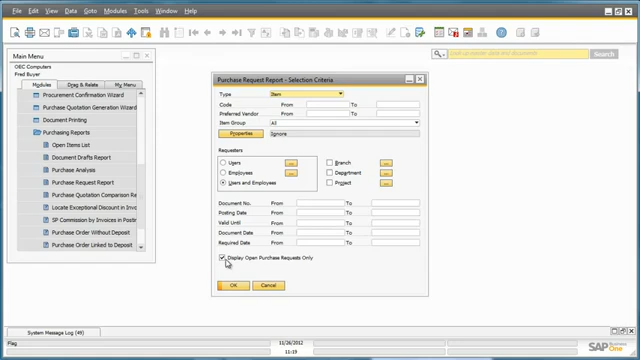 File Edit View Data Goto Modules Tools Window Help
Main Menu
OEC Computers
Fred Buyer
Modules Drag & Relate My Menu
Procurement Confirmation Wizard
Purchase Quotation Generation Wizard
Document Printing
Purchasing Reports
Open Items List
Document Drafts Report
Purchase Analysis
Purchase Request Report
Purchase Quotation Comparison Re
Locate Exceptional Discount in Invo
SP Commission by Invoices in Postin
Purchase Order Without Deposit
Purchase Order Linked to Deposit
Search
Purchase Request Report - Selection Criteria
Type Item
Code From To
Preferred Vendor From To
Item Group All
Properties Ignore
Requesters
Users ... Branch ...
Employees ... Department ...
Users and Employees Project ...
Document No. From To
Posting Date From To
Valid Until From To
Document Date From To
Required Date From To
Display Open Purchase Requests Only
OK Cancel
System Message Log (49)
Flag 11/26/2012
11:19
SAP Business One